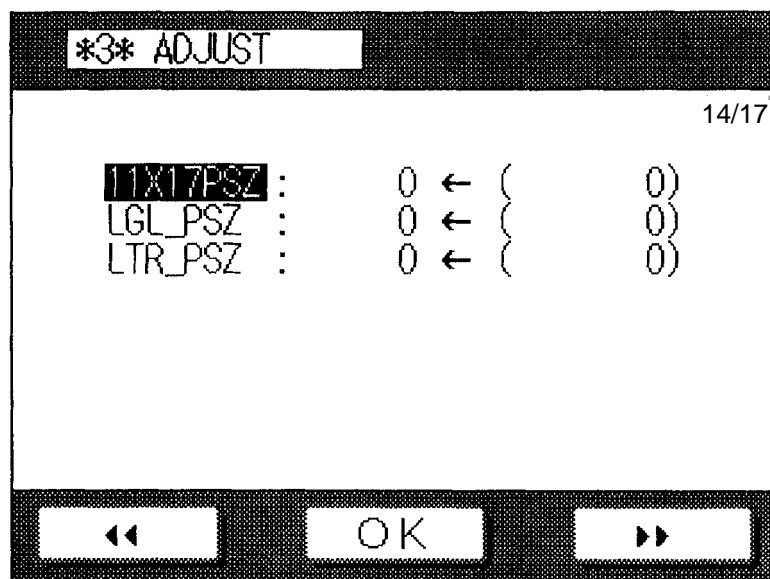 *3* ADJUST
14/17
11X17PSZ : 0 ← ( 0)
LGL_PSZ : 0 ← ( 0)
LTR_PSZ : 0 ← ( 0)
OK